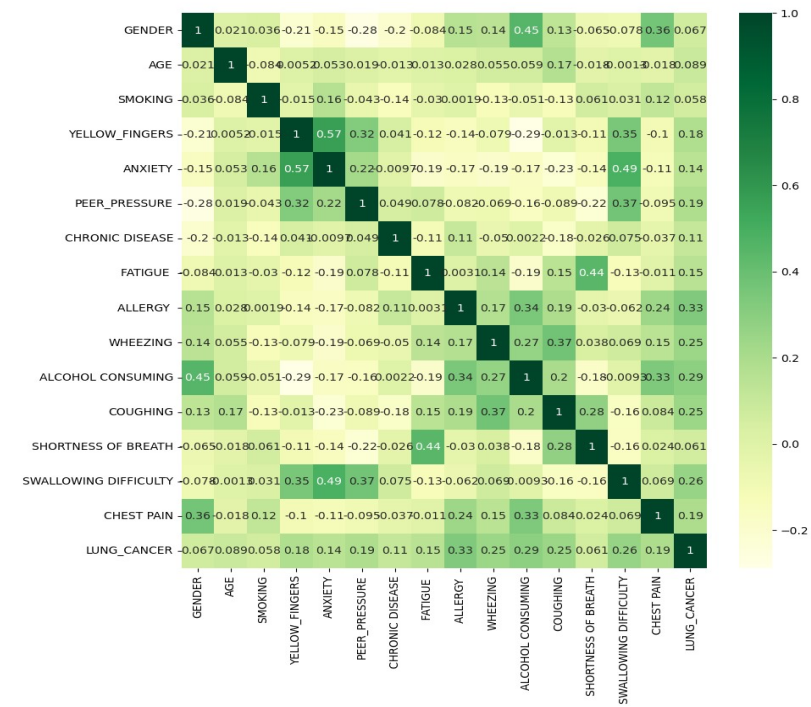 GENDER 1 0.021 0.036 -0.21 -0.15 -0.28 -0.2 -0.084 0.15 0.14 0.45 0.13 -0.065 -0.078 0.36 0.067
AGE -0.021 1 -0.084 0.0052 0.053 0.019 -0.013 0.013 0.028 0.055 0.059 0.17 -0.018 -0.0013 -0.018 0.089
SMOKING -0.036 -0.084 1 -0.015 0.16 -0.043 -0.14 -0.03 0.0019 -0.13 -0.051 -0.13 0.061 0.031 0.12 0.058
YELLOW_FINGERS -0.21 0.0052 0.015 1 0.57 0.32 0.041 -0.12 -0.14 -0.079 -0.29 -0.013 -0.11 0.35 -0.1 0.18
ANXIETY -0.15 0.053 0.16 0.57 1 0.22 -0.0097 -0.19 -0.17 -0.19 -0.17 -0.23 -0.14 0.49 -0.11 0.14
PEER_PRESSURE -0.28 0.019 -0.043 0.32 0.22 1 0.049 -0.078 -0.082 0.069 -0.16 -0.089 -0.22 0.37 -0.095 0.19
CHRONIC DISEASE -0.2 -0.013 -0.14 0.041 0.0097 0.049 1 -0.11 0.11 -0.05 0.0022 -0.18 -0.026 0.075 -0.037 0.11
FATIGUE -0.084 0.013 -0.03 -0.12 -0.19 0.078 -0.11 1 0.0031 0.14 -0.19 0.15 0.44 -0.13 -0.011 0.15
ALLERGY 0.15 0.028 0.0019 -0.14 -0.17 -0.082 0.11 0.0031 1 0.17 0.34 0.19 -0.03 -0.062 0.24 0.33
WHEEZING 0.14 0.055 -0.13 -0.079 -0.19 -0.069 -0.05 0.14 0.17 1 0.27 0.37 0.038 0.069 0.15 0.25
ALCOHOL CONSUMING 0.45 0.059 -0.051 -0.29 -0.17 -0.16 0.0022 -0.19 0.34 0.27 1 0.2 -0.18 -0.0093 0.33 0.29
COUGHING 0.13 0.17 -0.13 -0.013 -0.23 -0.089 -0.18 0.15 0.19 0.37 0.2 1 0.28 -0.16 0.084 0.25
SHORTNESS OF BREATH -0.065 0.018 0.061 -0.11 -0.14 -0.22 -0.026 0.44 -0.03 0.038 -0.18 0.28 1 -0.16 0.024 0.061
SWALLOWING DIFFICULTY -0.078 0.0013 0.031 0.35 0.49 0.37 0.075 -0.13 -0.062 0.069 0.0093 -0.16 -0.16 1 0.069 0.26
CHEST PAIN 0.36 -0.018 0.12 -0.1 -0.11 -0.095 0.037 0.011 0.24 0.15 0.33 0.084 0.024 0.069 1 0.19
LUNG_CANCER -0.067 0.089 0.058 0.18 0.14 0.19 0.11 0.15 0.33 0.25 0.29 0.25 0.061 0.26 0.19 1
GENDER
AGE
SMOKING
YELLOW_FINGERS
ANXIETY
PEER_PRESSURE
CHRONIC DISEASE
FATIGUE
ALLERGY
WHEEZING
ALCOHOL CONSUMING
COUGHING
SHORTNESS OF BREATH
SWALLOWING DIFFICULTY
CHEST PAIN
LUNG_CANCER
1.0
0.8
0.6
0.4
0.2
0.0
−0.2